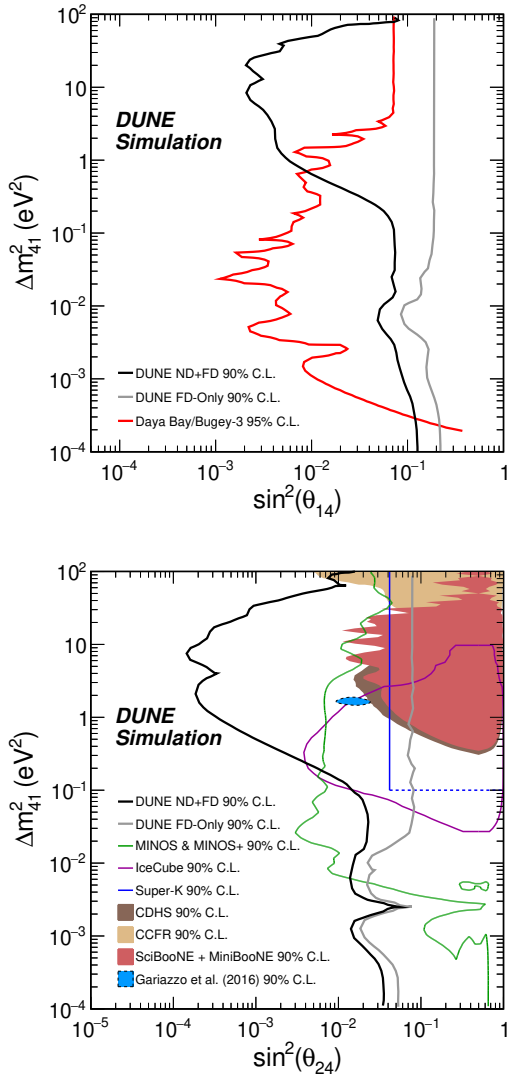 10²
10
1
10⁻¹
10⁻²
10⁻³
10⁻⁴
Δm²₄₁ (eV²)
DUNE
Simulation
DUNE ND+FD 90% C.L.
DUNE FD-Only 90% C.L.
Daya Bay/Bugey-3 95% C.L.
10⁻⁴ 10⁻³ 10⁻² 10⁻¹ 1
sin²(θ₁₄)
10²
10
1
10⁻¹
10⁻²
10⁻³
10⁻⁴
Δm²₄₁ (eV²)
DUNE
Simulation
DUNE ND+FD 90% C.L.
DUNE FD-Only 90% C.L.
MINOS & MINOS+ 90% C.L.
IceCube 90% C.L.
Super-K 90% C.L.
CDHS 90% C.L.
CCFR 90% C.L.
SciBooNE + MiniBooNE 90% C.L.
Gariazzo et al. (2016) 90% C.L.
10⁻⁵ 10⁻⁴ 10⁻³ 10⁻² 10⁻¹ 1
sin²(θ₂₄)